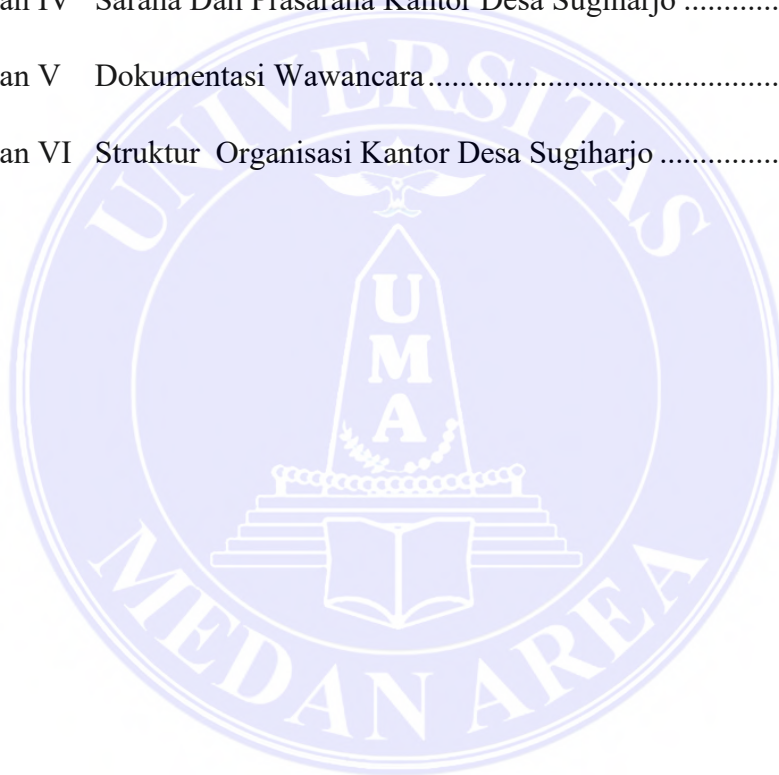 an IV Sarana Dan Prasarana Kantor Desa Sugiharjo ............
an V Dokumentasi Wawancara............................................
an VI Struktur Organisasi Kantor Desa Sugiharjo ...............
UNIVERSITAS
UMA
MEDAN AREA